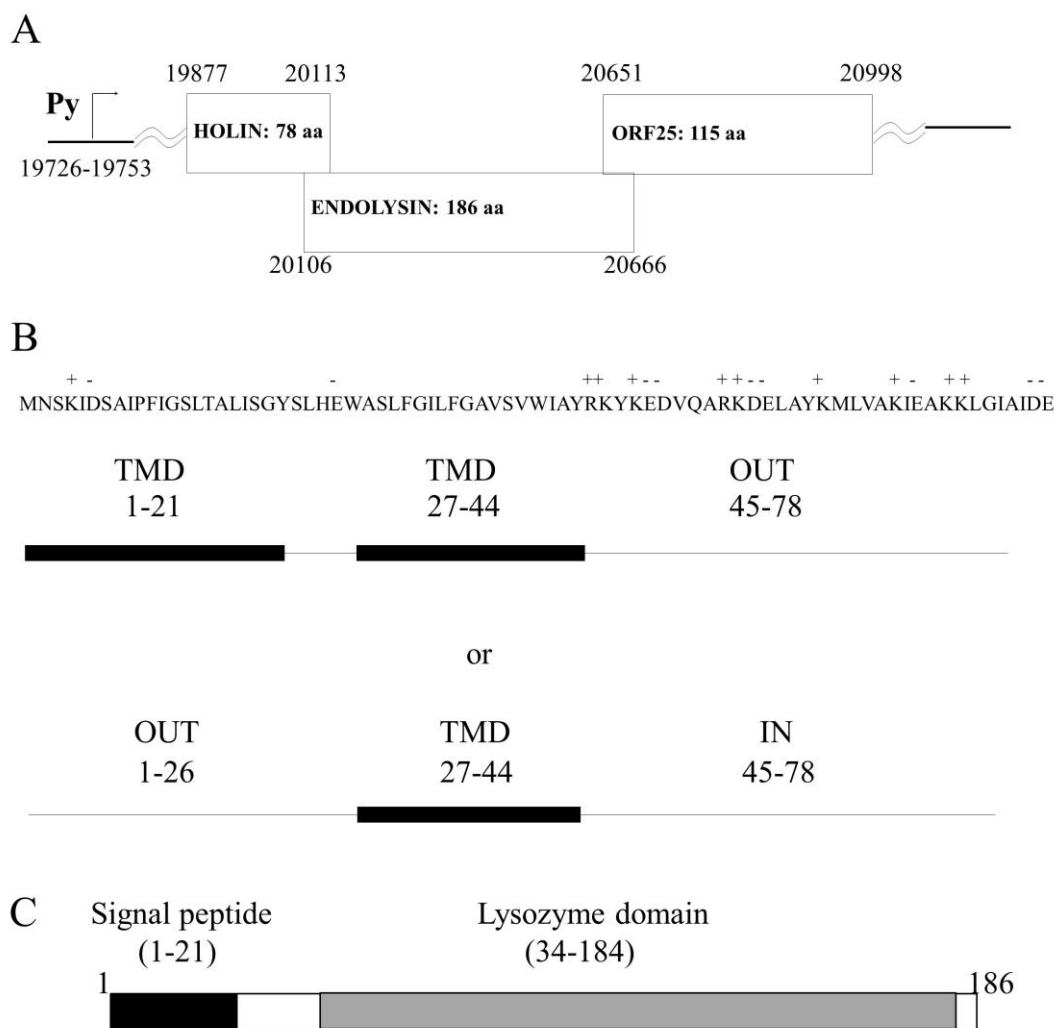 A
19877 20113 20651 20998
Py
HOLIN: 78 aa ORF25: 115 aa
19726-19753
ENDOLYSIN: 186 aa
20106 20666
B
+ - - ++ + - - + + - - + + - + + - -
MNSKIDSAIPFIGSLTALISGYSLHEWASLFGILFGAVSVWIAYRKYKEDVQARKDELAYKMLVAKIEAKKLGIAIDE
TMD TMD OUT
1-21 27-44 45-78
or
OUT TMD IN
1-26 27-44 45-78
C
Signal peptide Lysozyme domain
(1-21) (34-184)
1 186